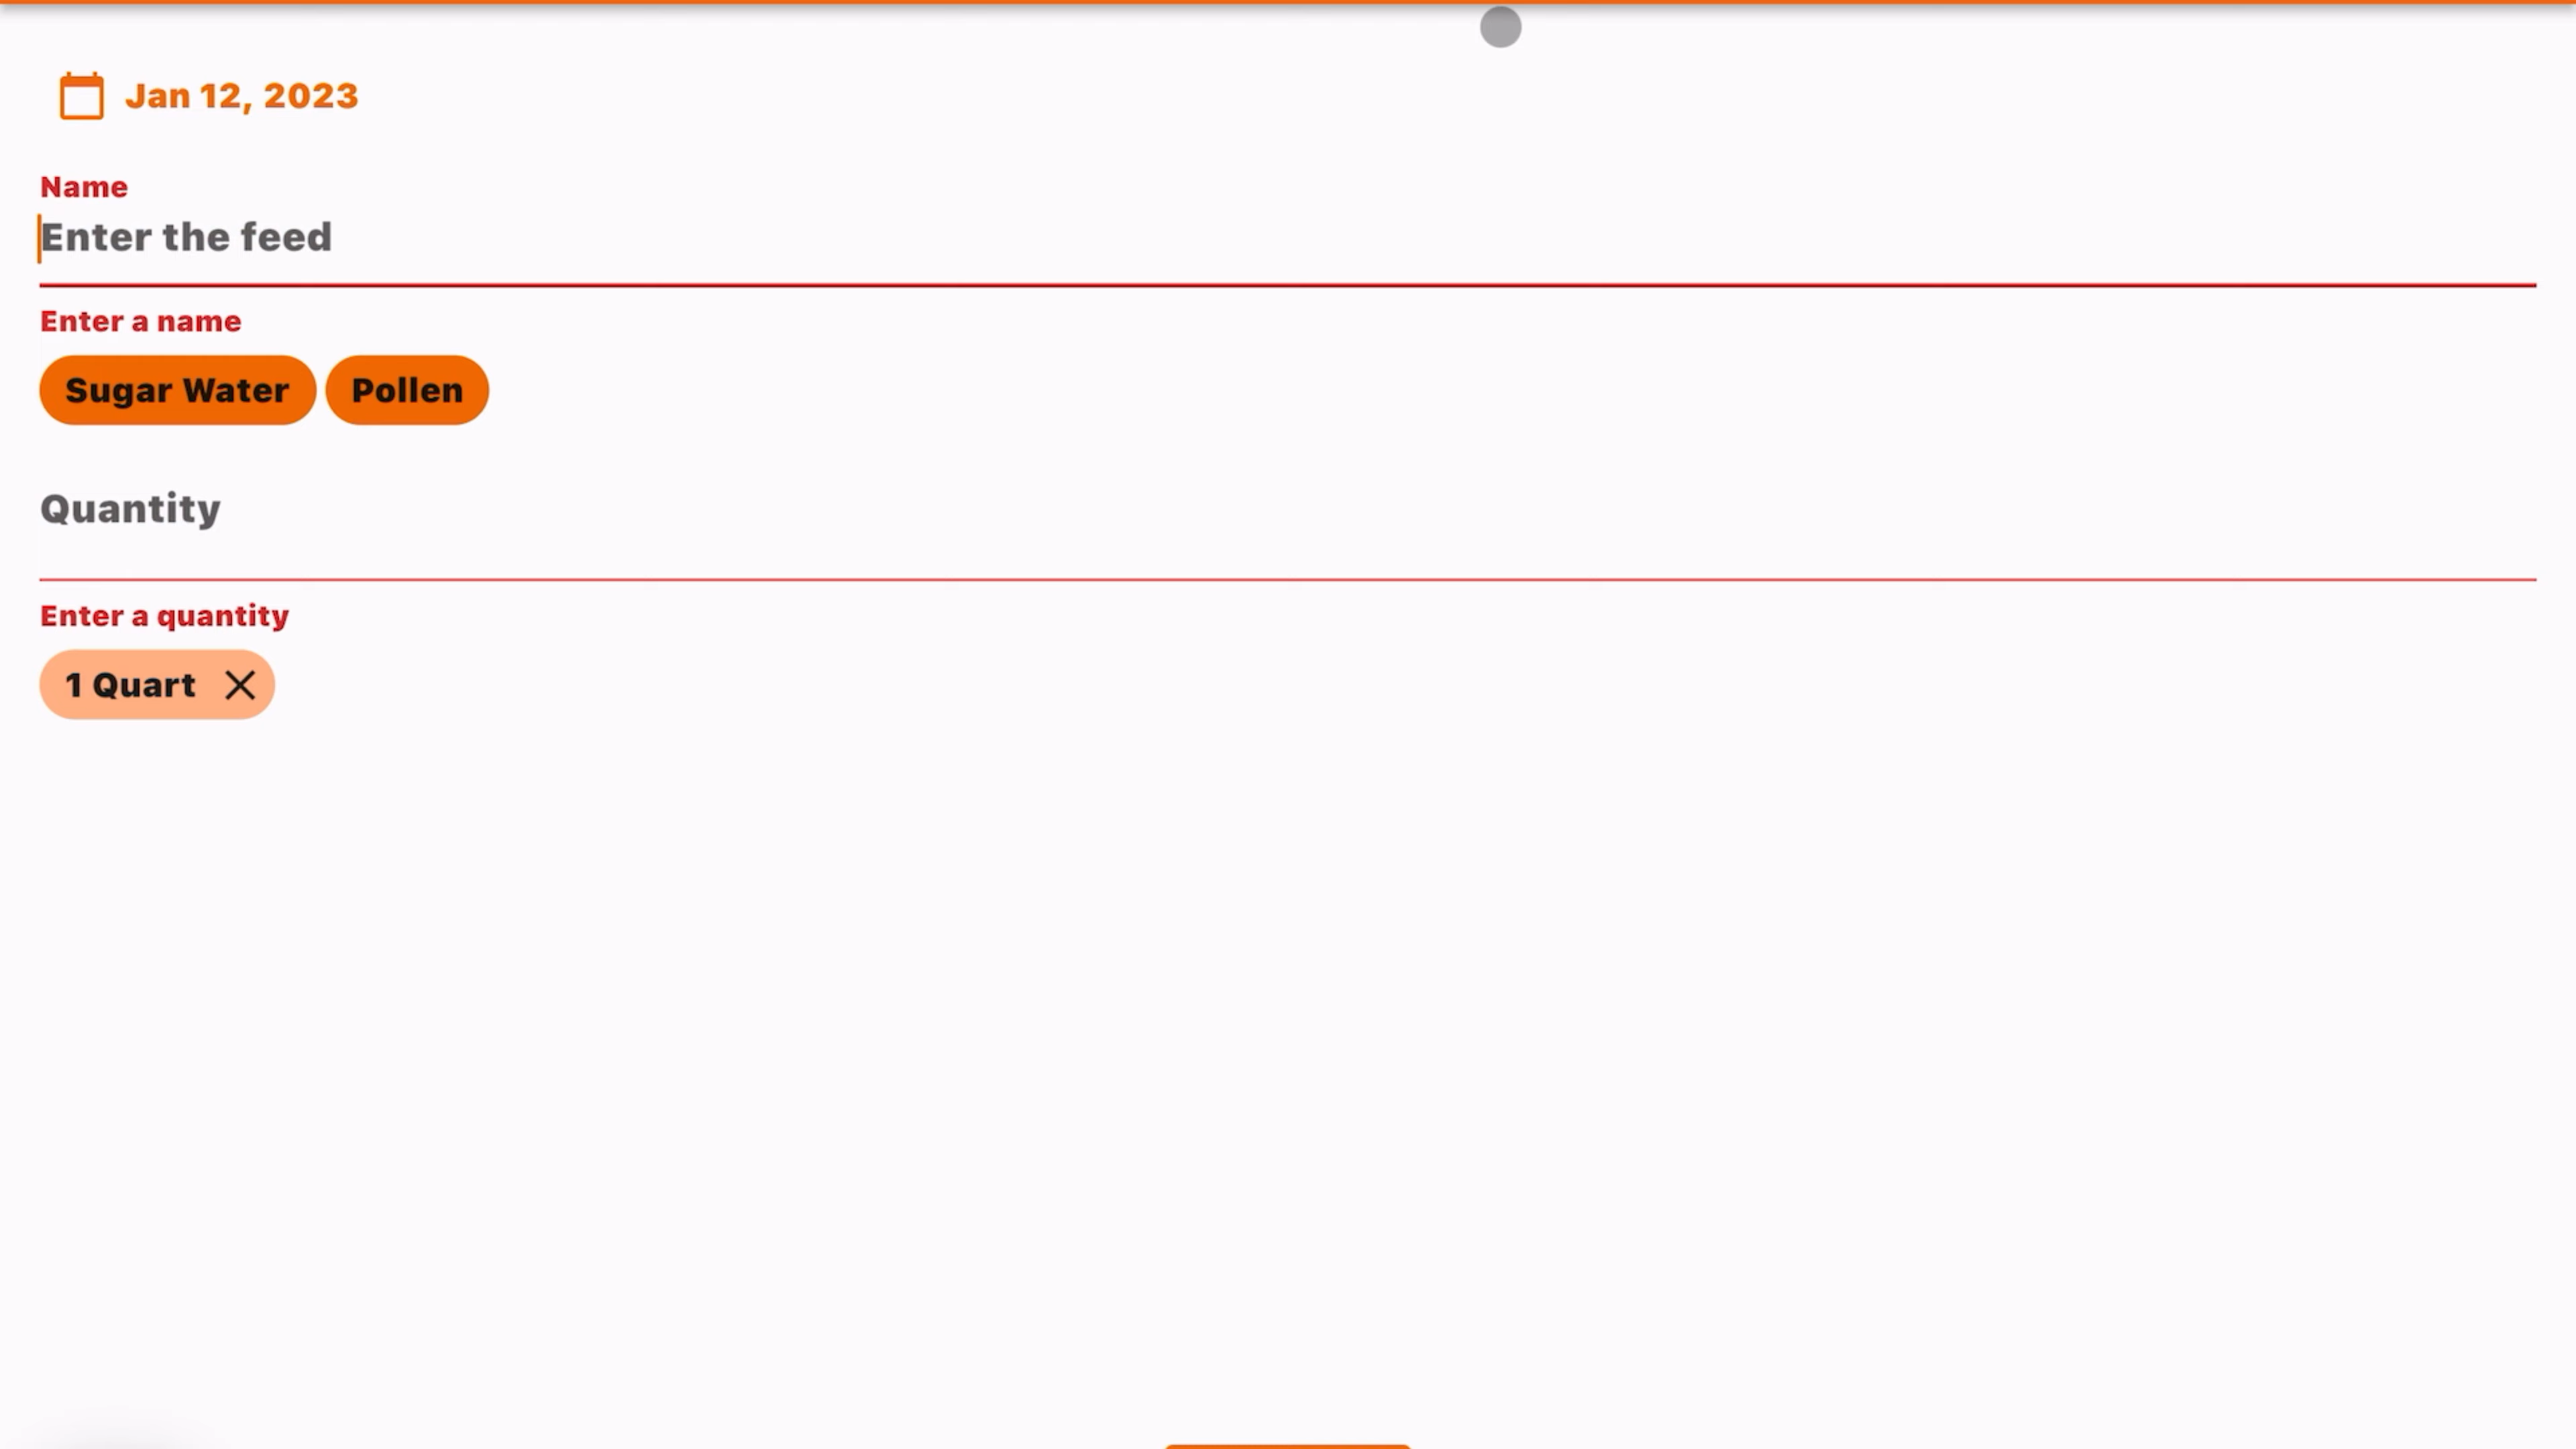 Jan 12, 2023
Name
Enter the feed
Enter a name
Sugar Water Pollen
Quantity
Enter a quantity
1 Quart